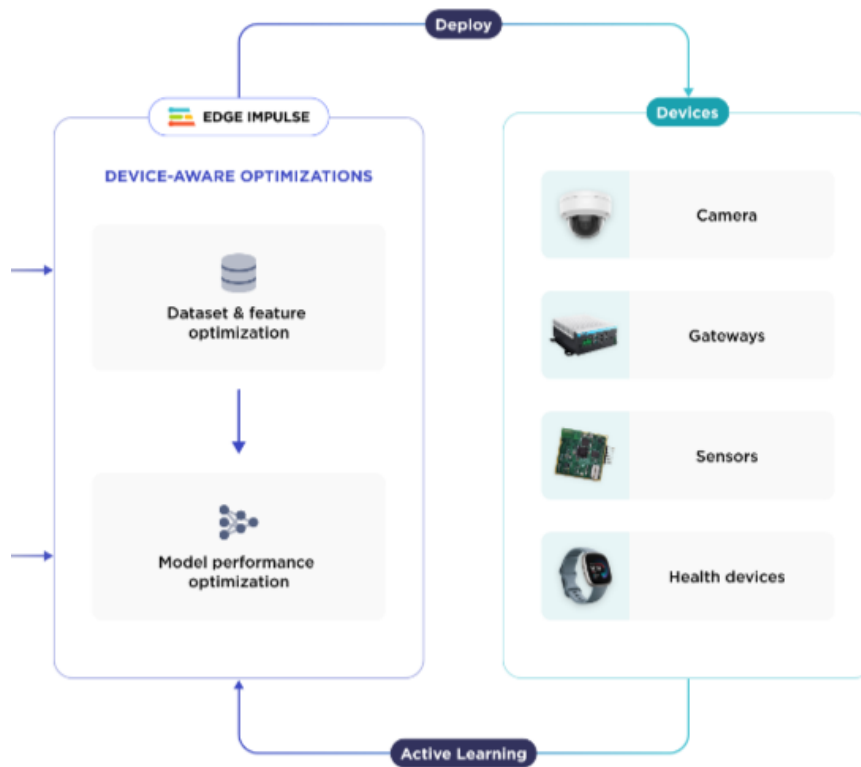 Deploy
EDGE IMPULSE
Devices
DEVICE-AWARE OPTIMIZATIONS
Dataset & feature
optimization
Model performance
optimization
Camera
Gateways
Sensors
Health devices
Active Learning